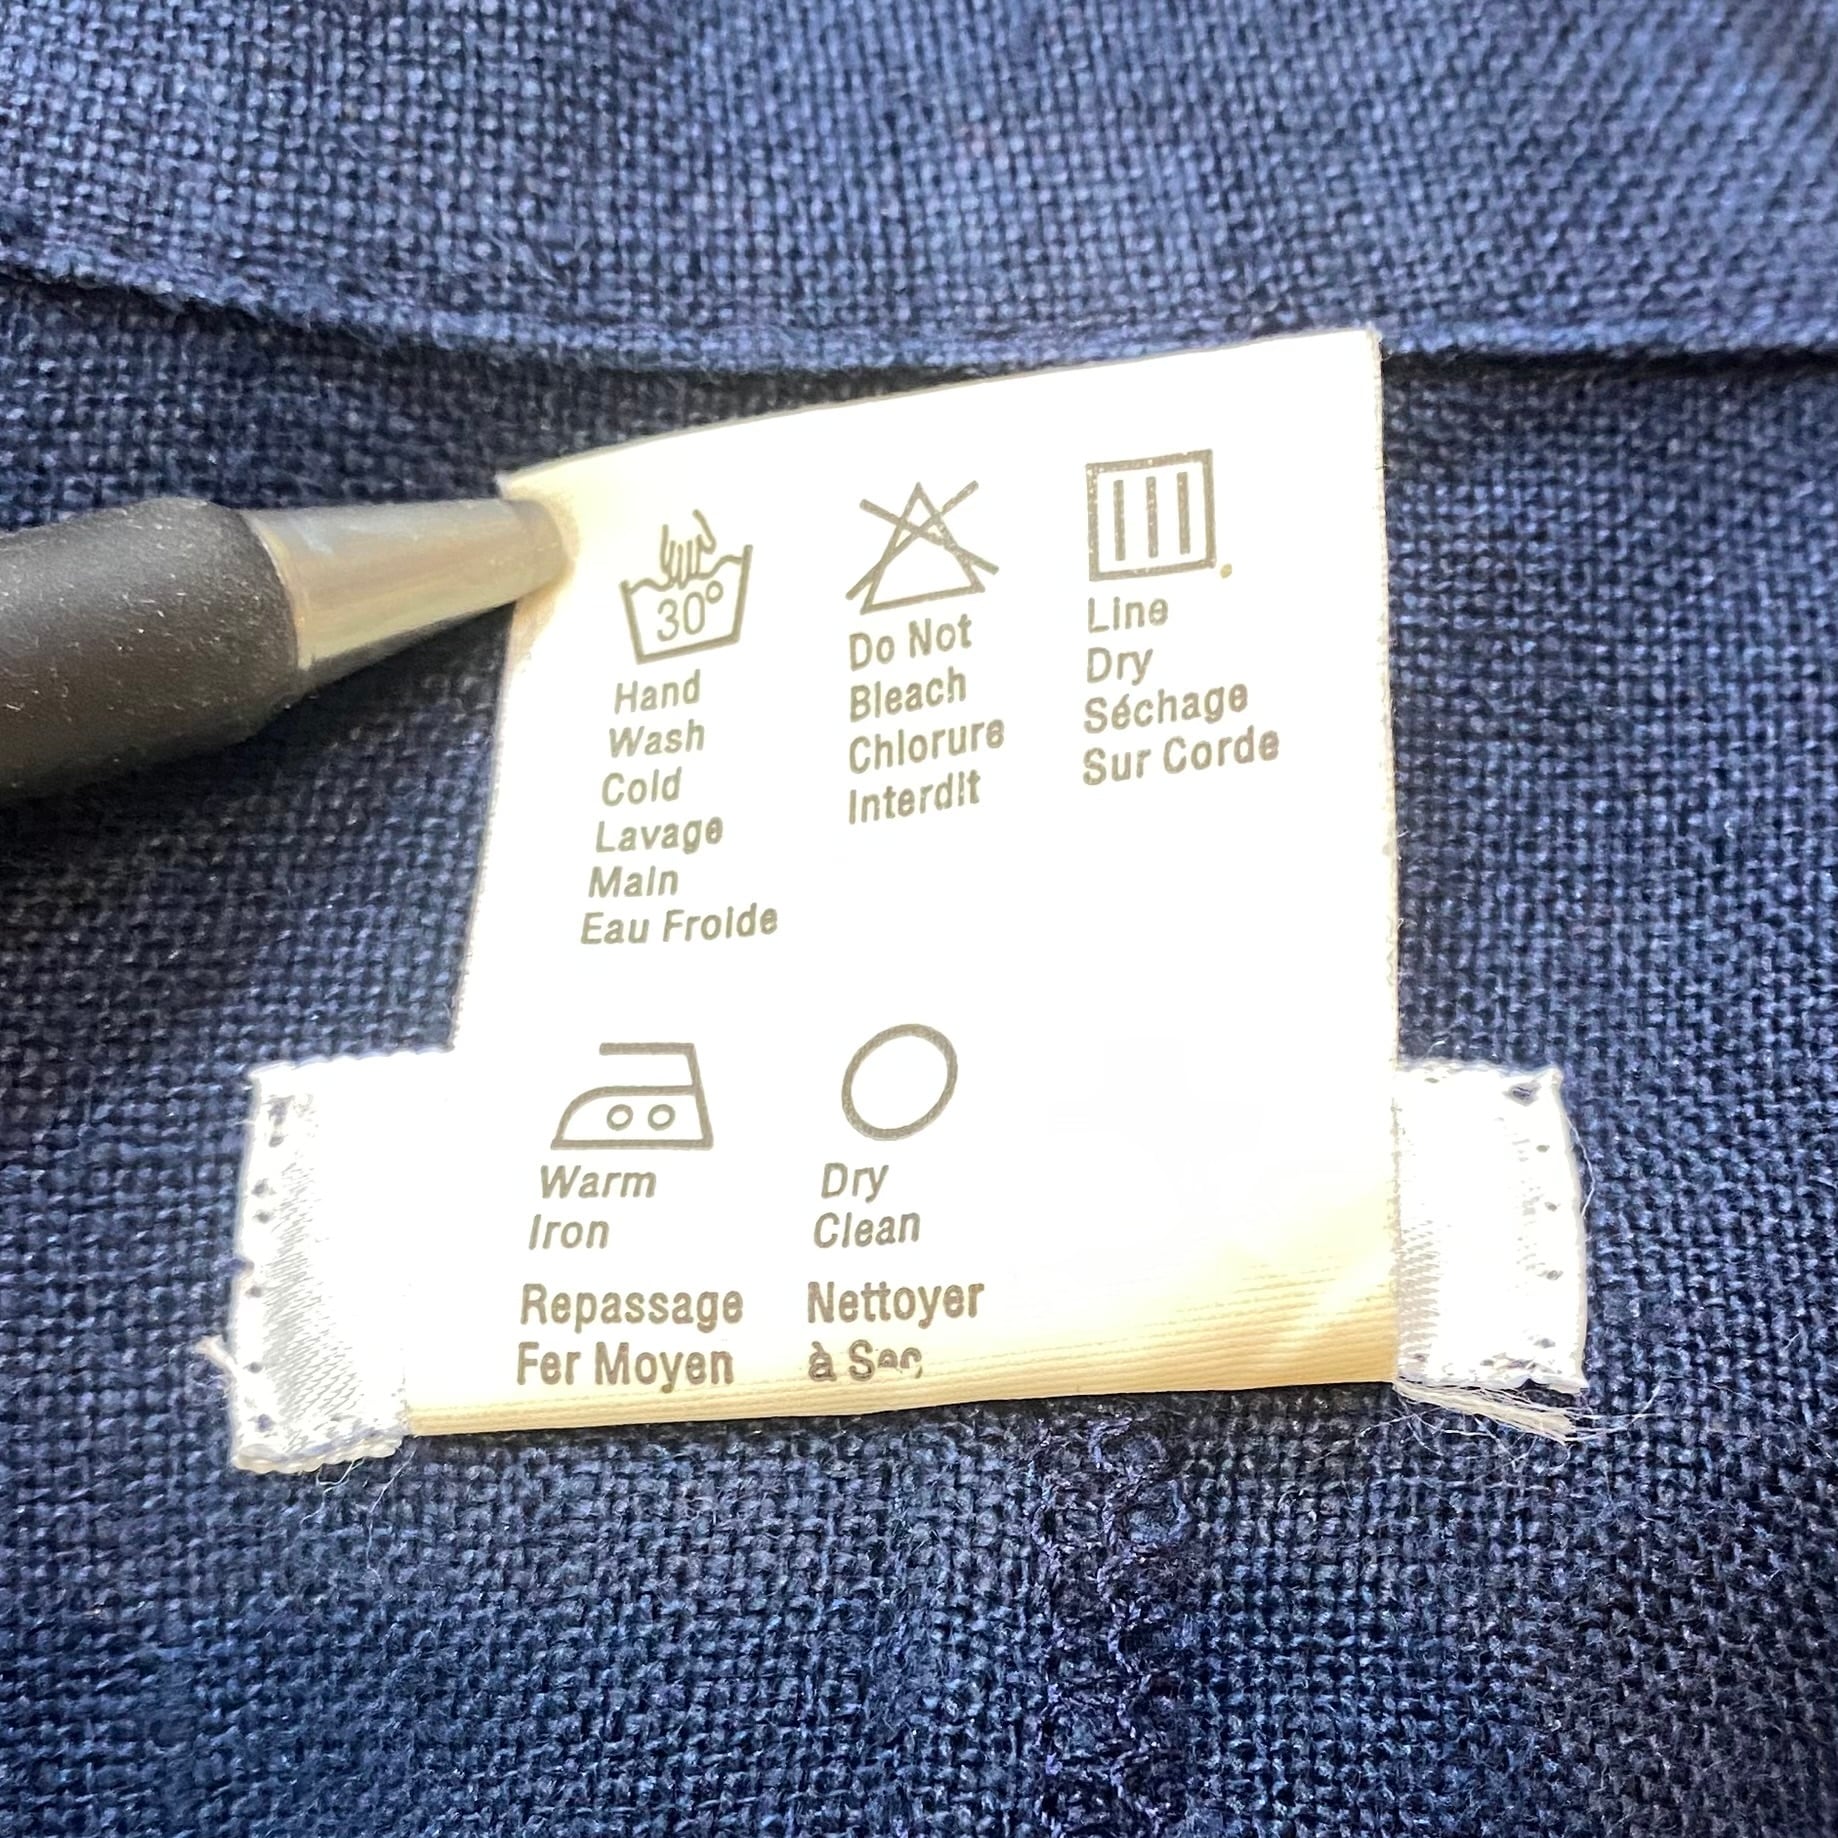 30°
Hand
Wash
Cold
Lavage
Main
Eau Froide
Do Not
Bleach
Chlorure
Interdit
Line
Dry
Séchage
Sur Corde
Warm
Iron
Repassage
Fer Moyen
Dry
Clean
Nettoyer
à Sec